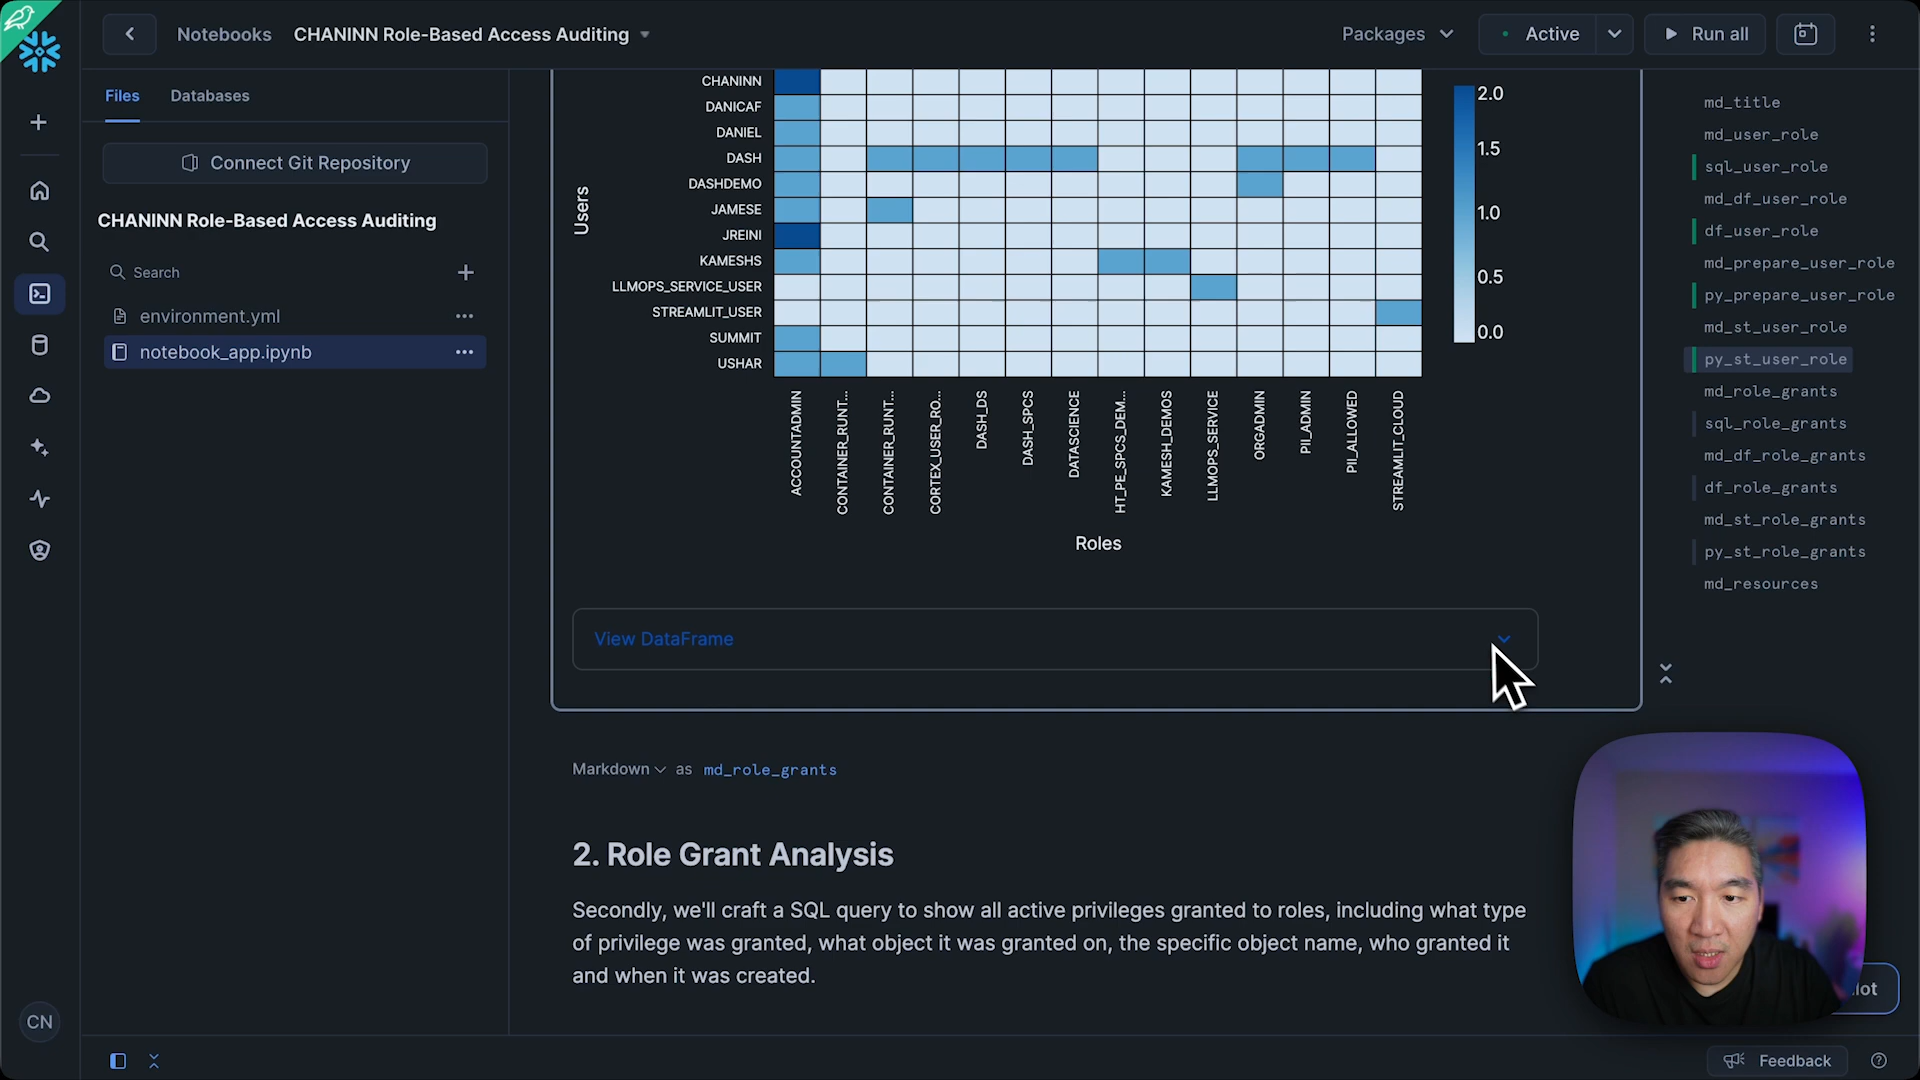 Notebooks
CHANINN Role-Based Access Auditing
Packages
Active
Run all
Files
Databases
Connect Git Repository
CHANINN Role-Based Access Auditing
Search
environment.yml
notebook_app.ipynb
CN
Users
CHANINN
DANICAF
DANIEL
DASH
DASHDEMO
JAMESE
JREINI
KAMESHS
LLMOPS_SERVICE_USER
STREAMLIT_USER
SUMMIT
USHAR
ACCOUNTADMIN
CONTAINER_RUNT...
CONTAINER_RUNT...
CORTEX_USER_RO...
DASH_DS
DASH_SPCS
DATASCIENCE
HT_PE_SPCS_DEM...
KAMESH_DEMOS
LLMOPS_SERVICE
ORGADMIN
PII_ADMIN
PII_ALLOWED
STREAMLIT_CLOUD
Roles
2.0
1.5
1.0
0.5
0.0
View DataFrame
Markdown as md_role_grants
2. Role Grant Analysis
Secondly, we'll craft a SQL query to show all active privileges granted to roles, including what type
of privilege was granted, what object it was granted on, the specific object name, who granted it
and when it was created.
md_title
md_user_role
sql_user_role
md_df_user_role
df_user_role
md_prepare_user_role
py_prepare_user_role
md_st_user_role
py_st_user_role
md_role_grants
sql_role_grants
md_df_role_grants
df_role_grants
md_st_role_grants
py_st_role_grants
md_resources
Feedback